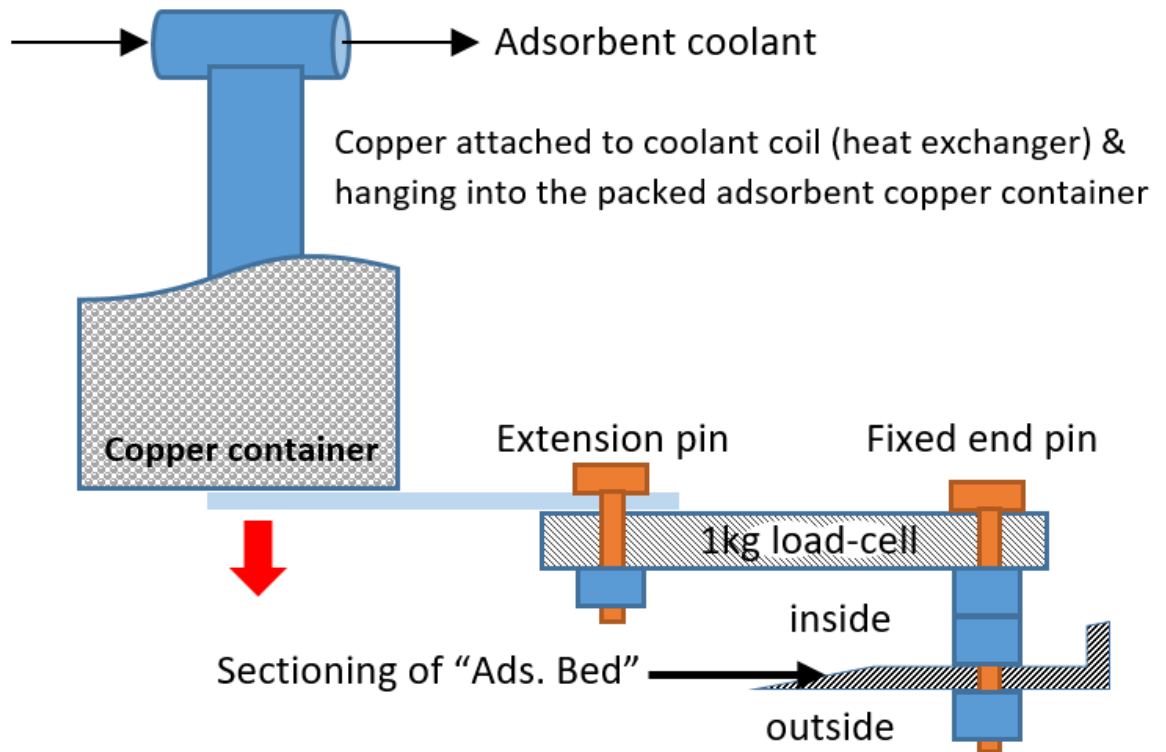 Adsorbent coolant
Copper attached to coolant coil (heat exchanger) &
hanging into the packed adsorbent copper container
Copper container
Extension pin
Fixed end pin
1kg load-cell
inside
Sectioning of “Ads. Bed”
outside